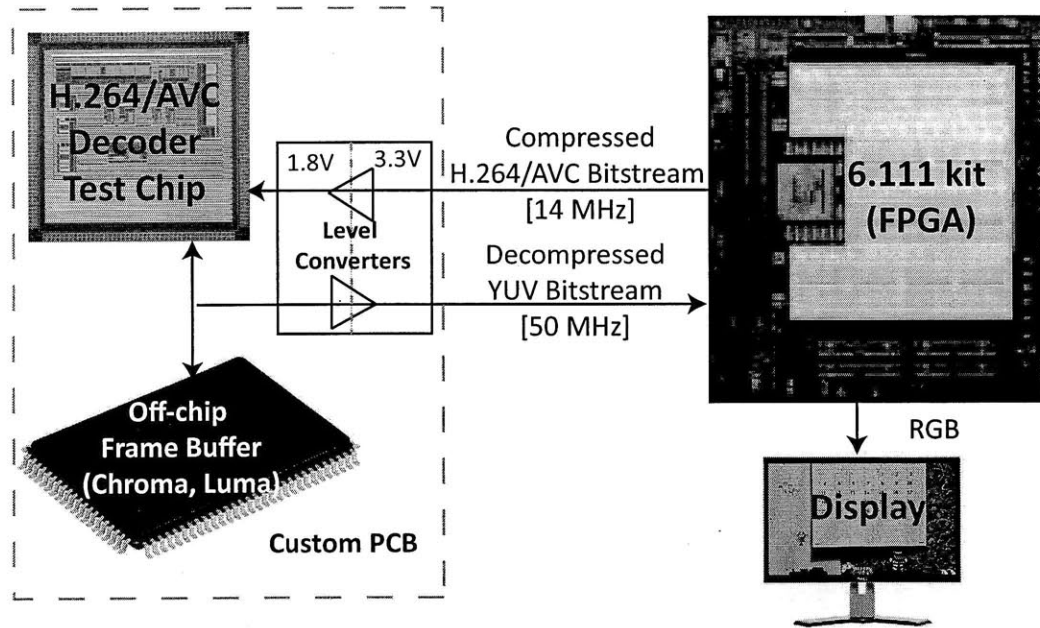 H.264/AVC
Decoder
Test Chip
1.8V
3.3V
Level
Converters
Compressed
H.264/AVC Bitstream
[14 MHz]
Decompressed
YUV Bitstream
[50 MHz]
6.111 kit
(FPGA)
Off-chip
Frame Buffer
(Chroma, Luma)
Custom PCB
RGB
Display